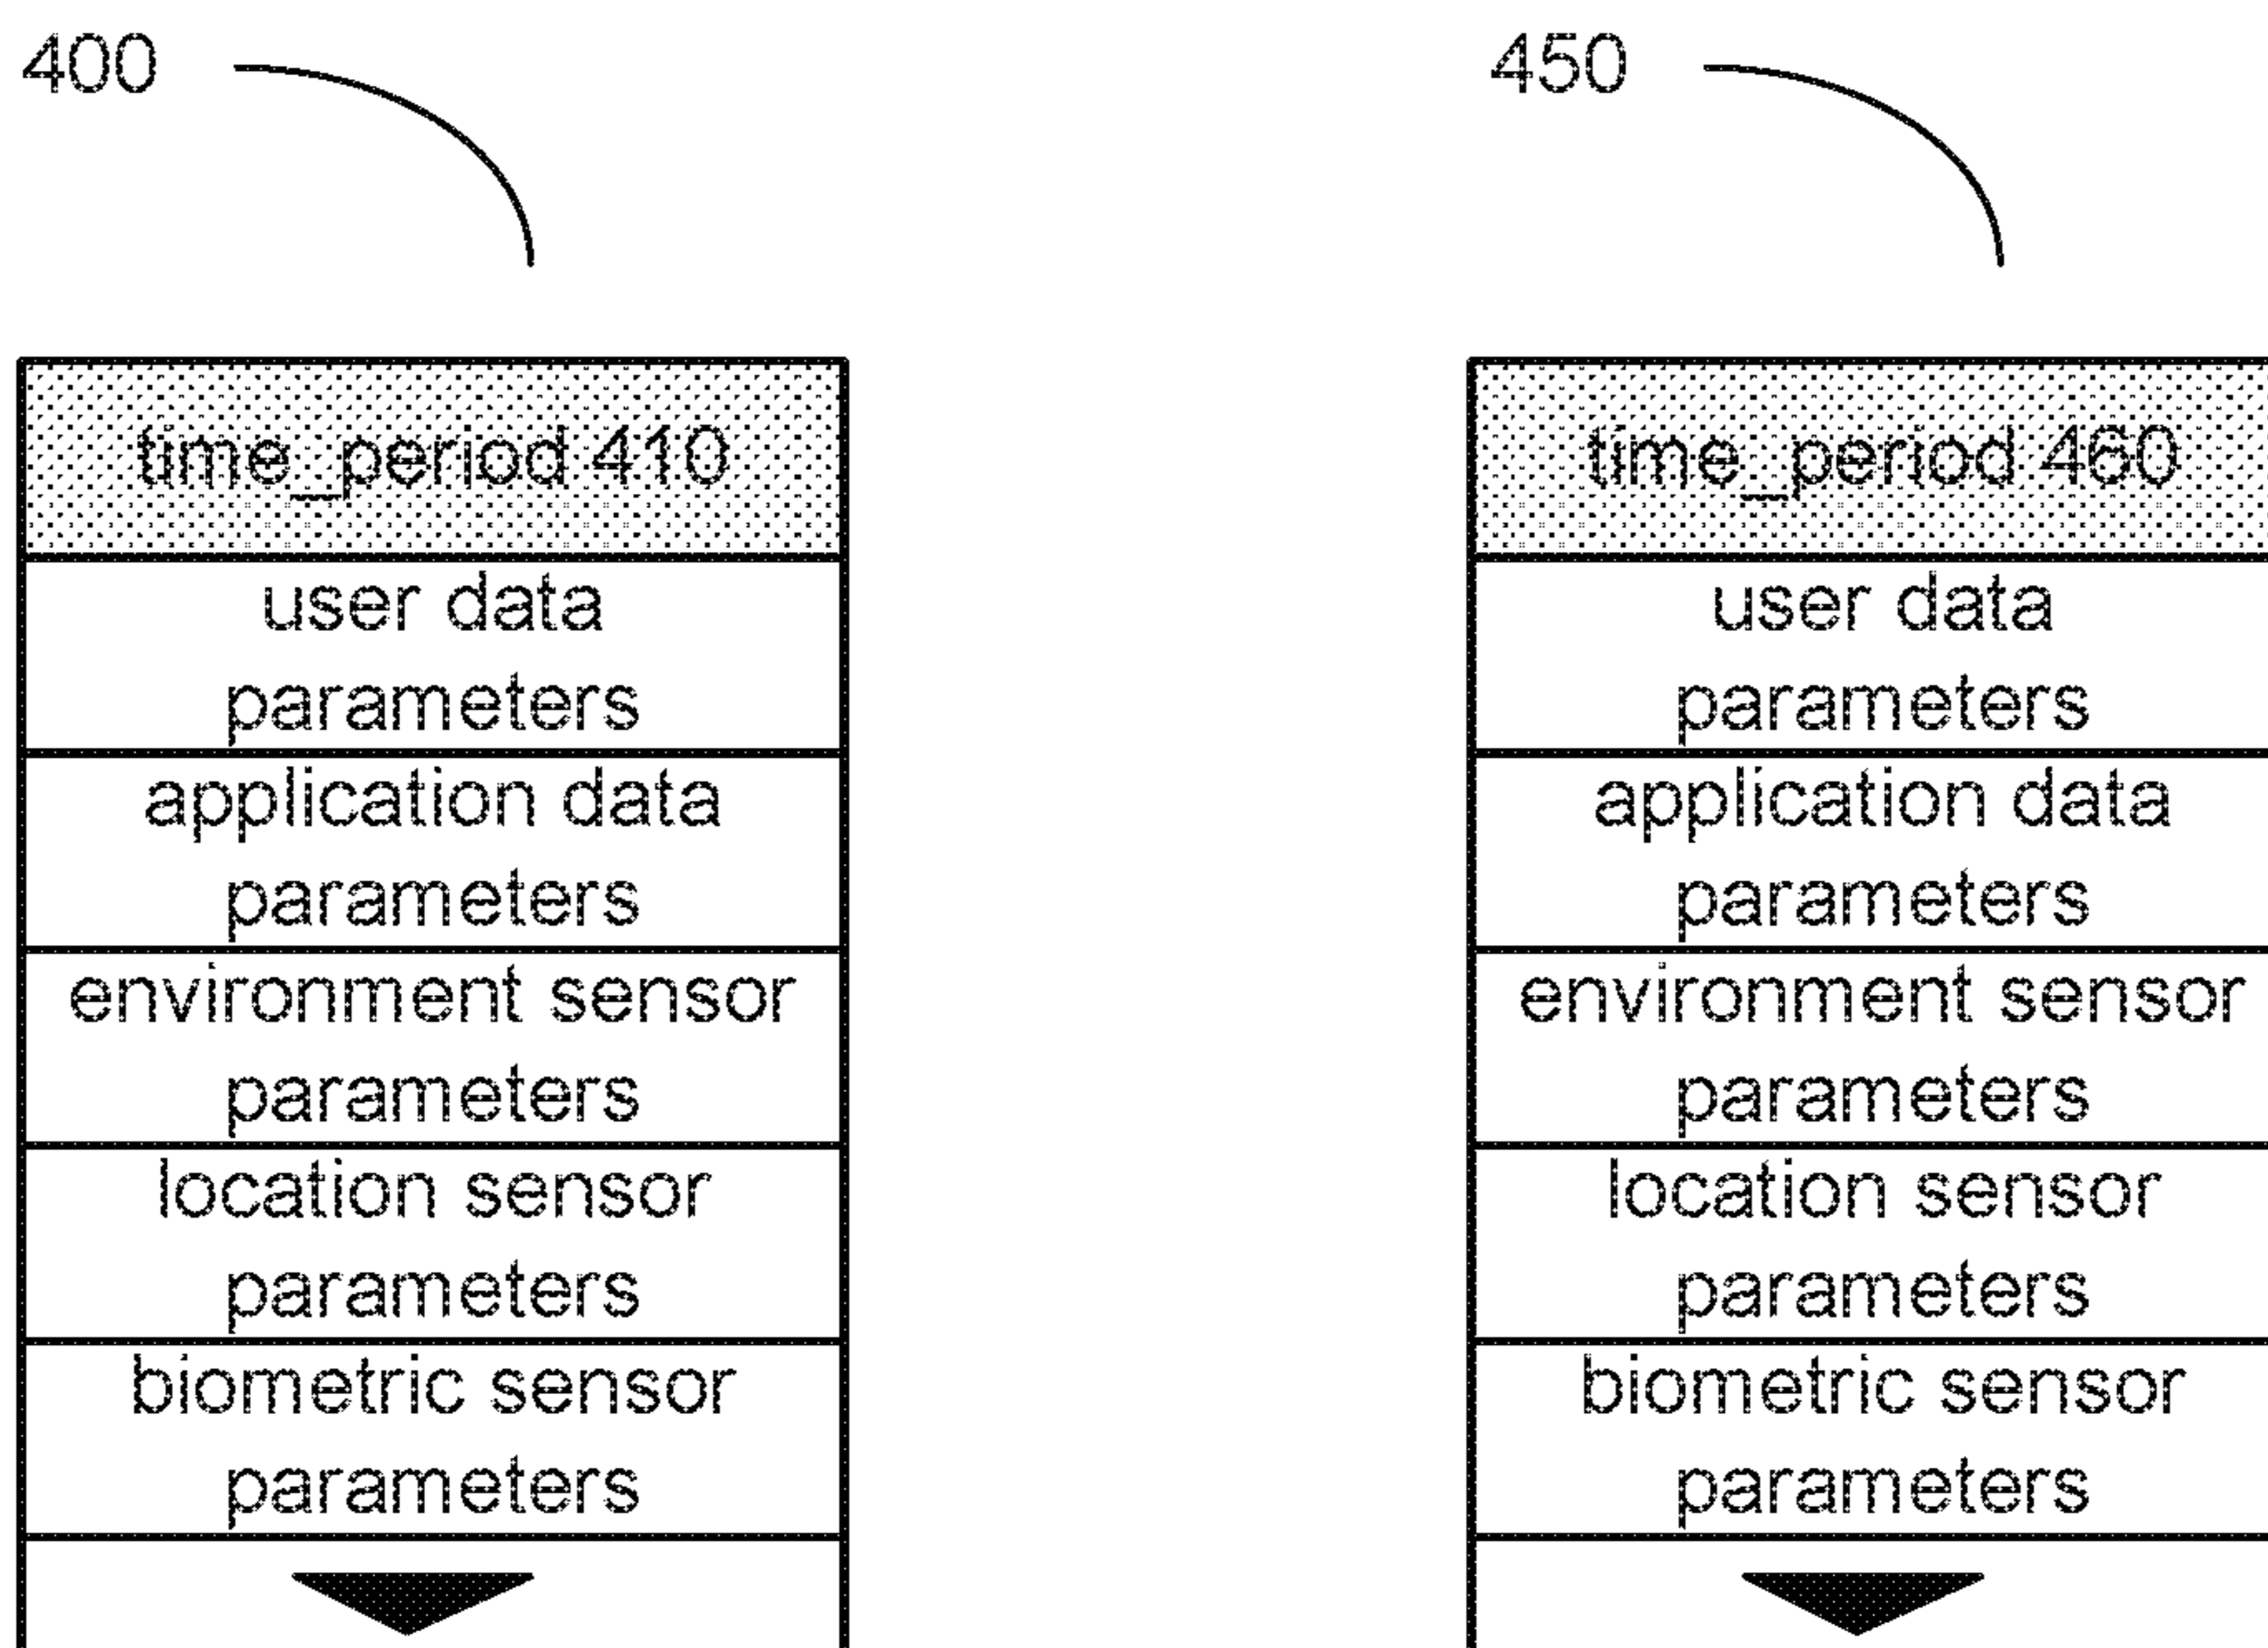 400
time_period 410
user data
parameters
application data
parameters
environment sensor
parameters
location sensor
parameters
biometric sensor
parameters
450
time_period 460
user data
parameters
application data
parameters
environment sensor
parameters
location sensor
parameters
biometric sensor
parameters